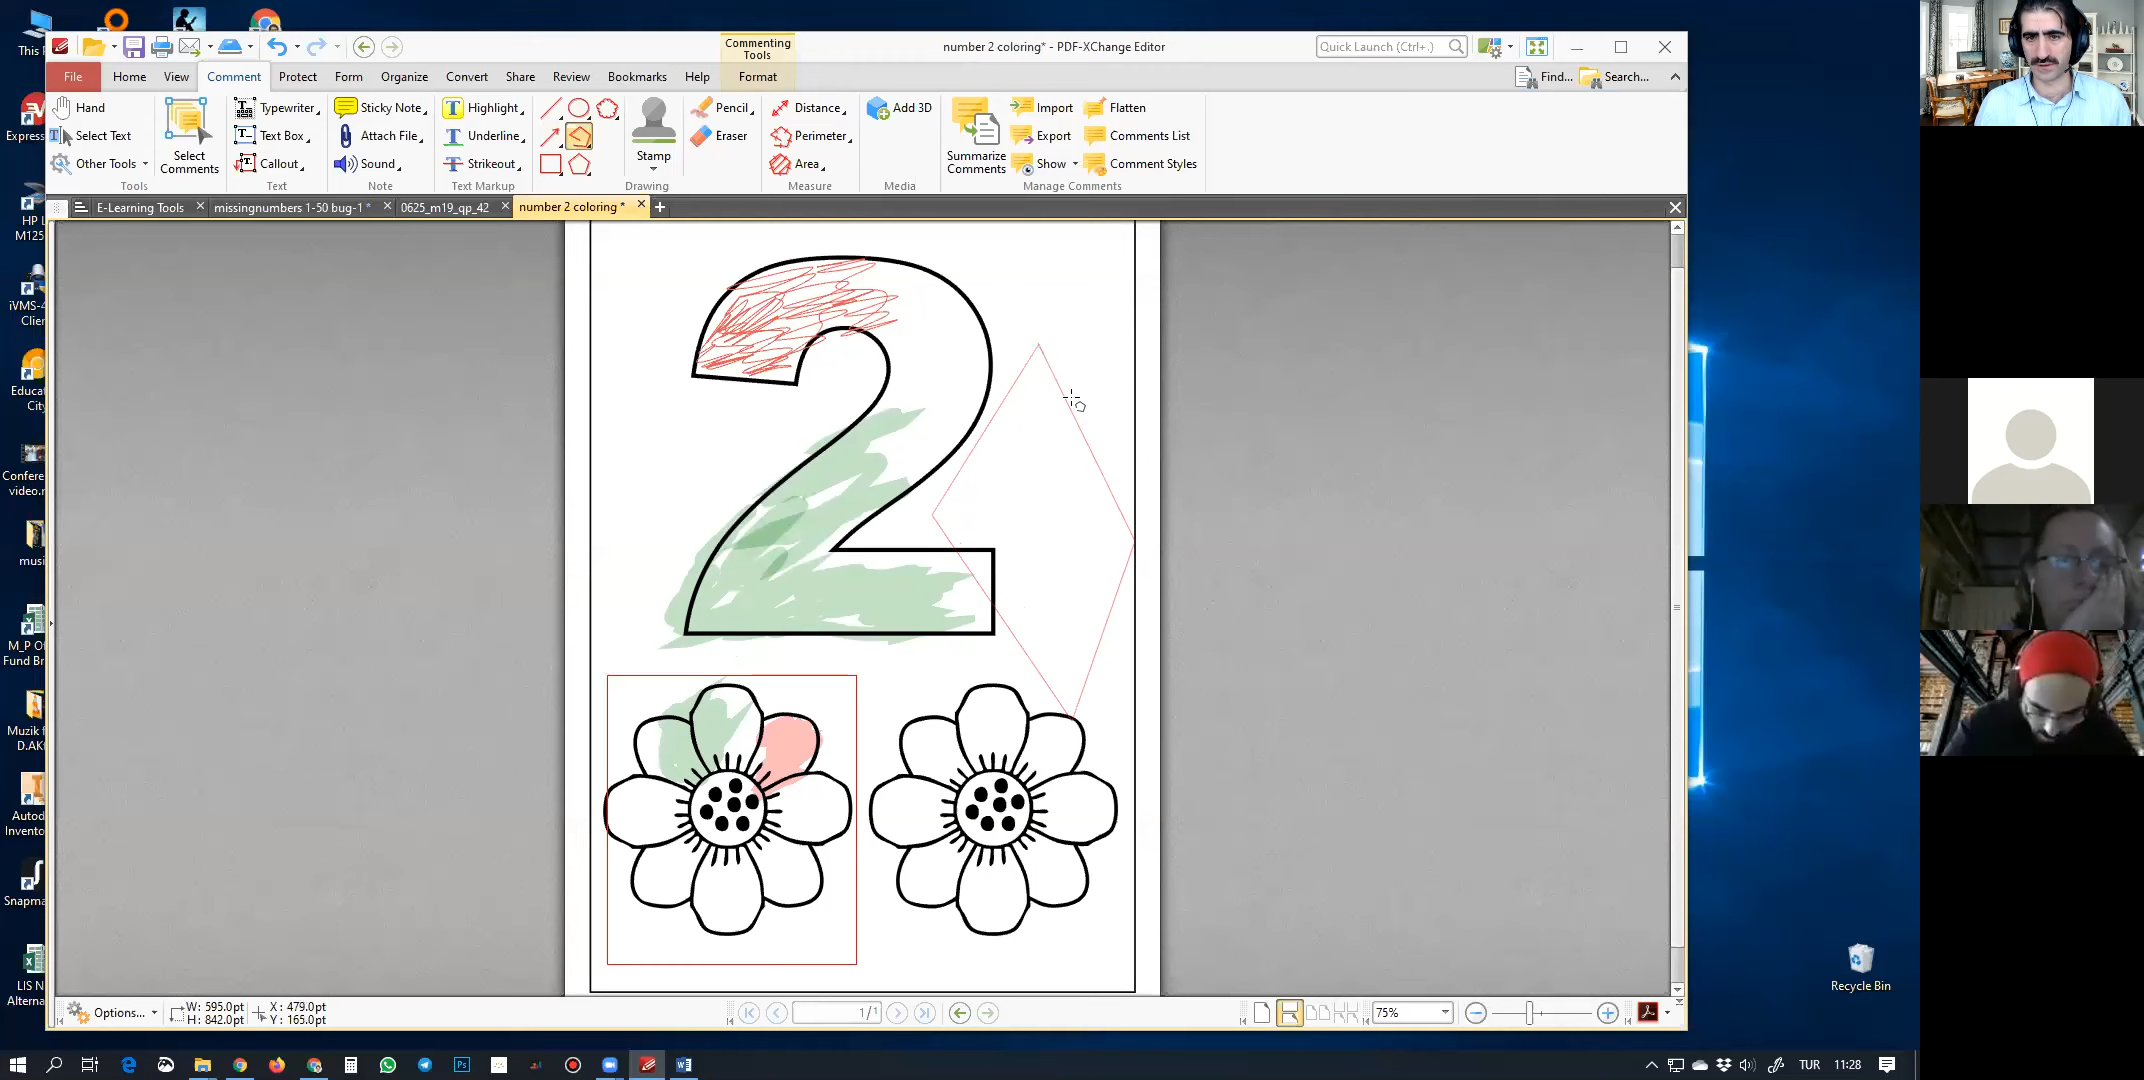 Commenting
Tools
number 2 coloring* - PDF-XChange Editor
Quick Launch (Ctrl+.)
File
Home
View
Comment
Protect
Form
Organize
Convert
Share
Review
Bookmarks
Help
Format
Find...
Search...
Hand
Select Text
Other Tools
Select
Comments
Tools
Typewriter
Text Box
Callout
Text
Sticky Note
Attach File
Sound
Note
Highlight
Underline
Strikeout
Text Markup
Stamp
Drawing
Pencil
Eraser
Distance
Perimeter
Area
Measure
Add 3D
Media
Summarize
Comments
Import
Export
Show
Flatten
Comments List
Comment Styles
Manage Comments
E-Learning Tools
missingnumbers 1-50 bug-1 *
0625_m19_qp_42
number 2 coloring *
2
This P
Express
HP L
M125
iVMS-4
Clie
Educat
City
Confere
video.r
musi
M_P Of
Fund Br
Muzik f
D.AKf
Autod
Invento
Snapma
LIS N
Alterna
Options...
W: 595.0pt
H: 842.0pt
X : 479.0pt
Y : 165.0pt
1/1
75%
Recycle Bin
TUR
11:28